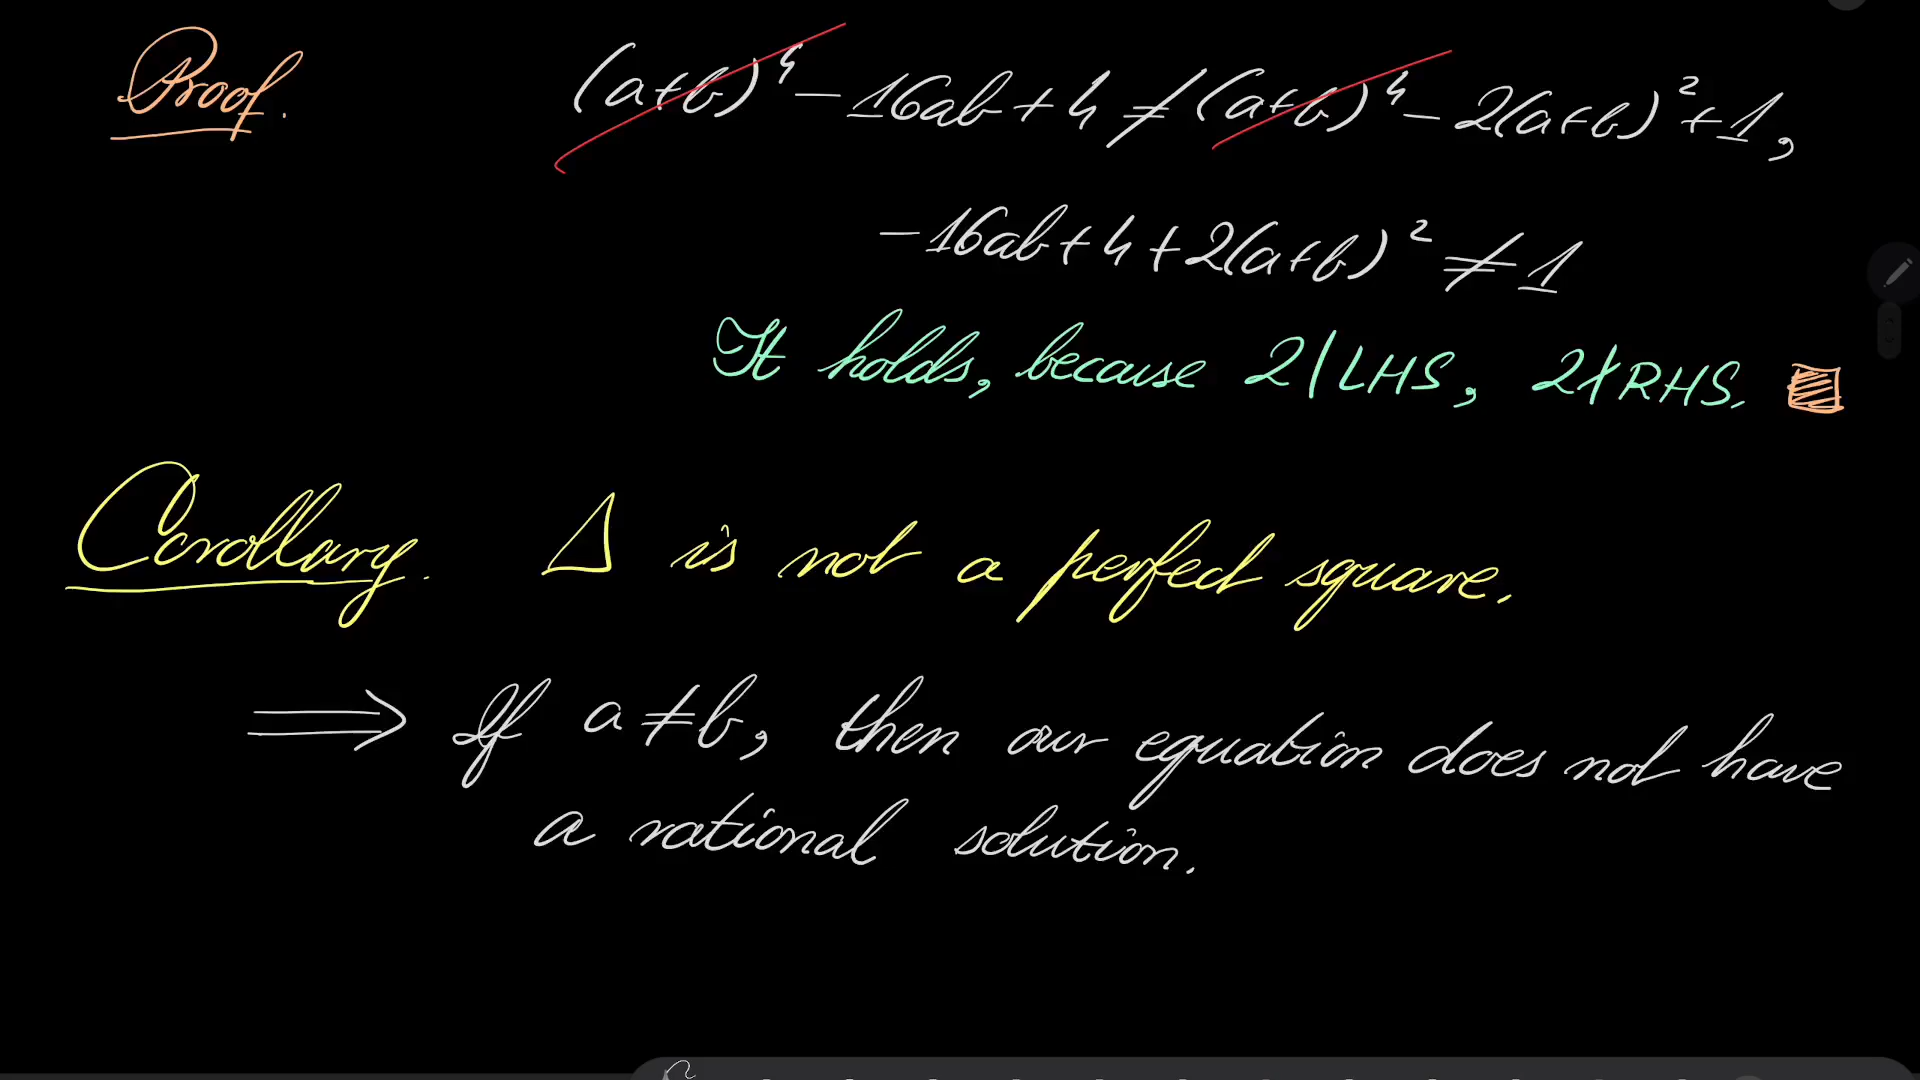 Proof. (a+b)⁴ - 16ab + 4 ≠ (a+b)⁴ - 2(a+b)² + 1,
-16ab + 4 + 2(a+b)² ≠ 1
It holds, because 2 | LHS, 2 ∤ RHS.
Corollary. Δ is not a perfect square.
⟹ If a ≠ b, then our equation does not have
a rational solution.